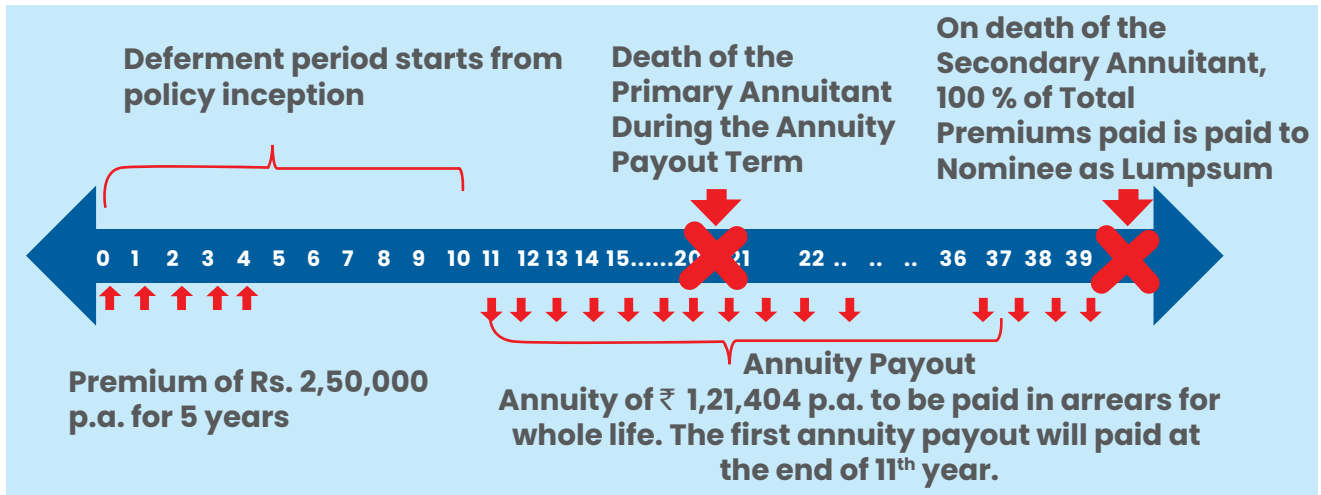 Deferment period starts from
policy inception
Death of the
Primary Annuitant
During the Annuity
Payout Term
On death of the
Secondary Annuitant,
100 % of Total
Premiums paid is paid to
Nominee as Lumpsum
0 1 2 3 4 5 6 7 8 9 10 11 12 13 14 15......20 21 22 .. .. .. 36 37 38 39
Premium of Rs. 2,50,000
p.a. for 5 years
Annuity Payout
Annuity of ₹ 1,21,404 p.a. to be paid in arrears for
whole life. The first annuity payout will paid at
the end of 11th year.